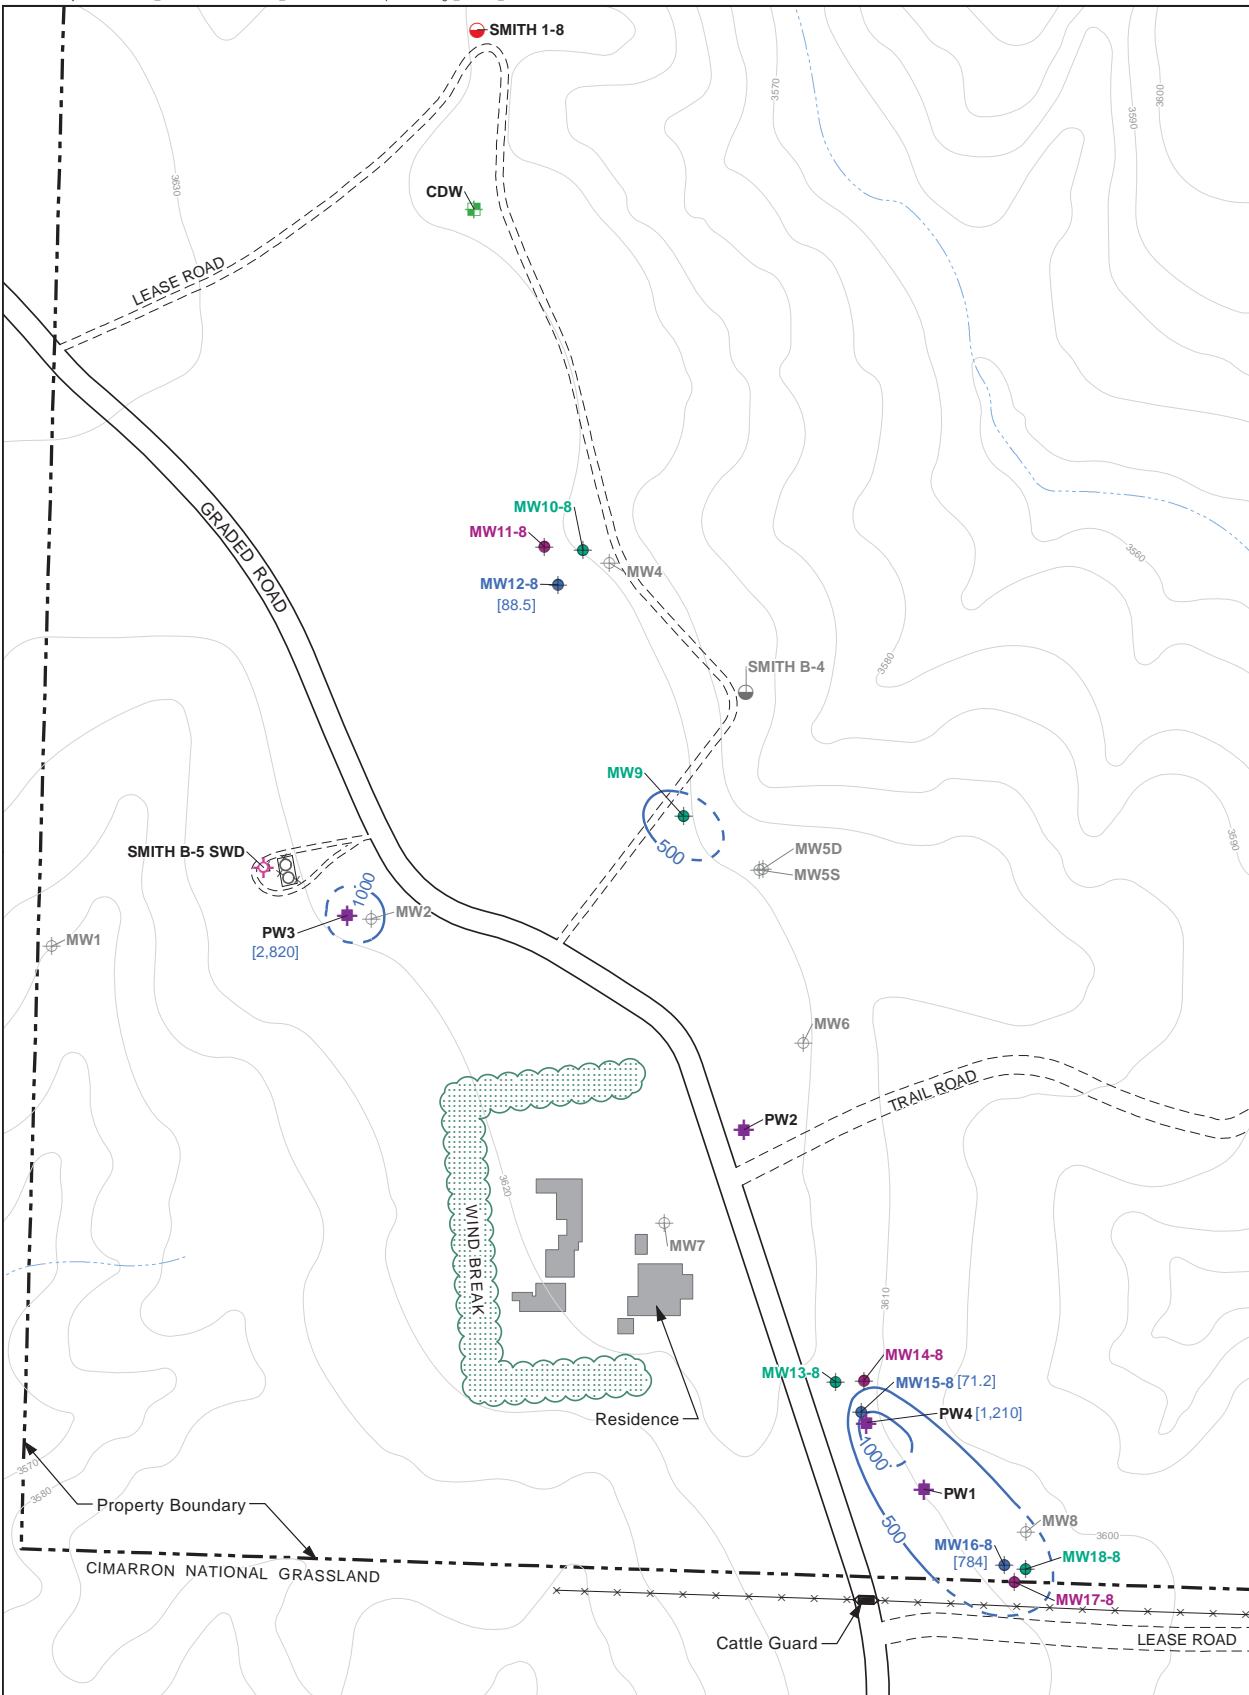 SMITH 1-8
3570
3590
3600
3630
CDW
LEASE ROAD
GRADED ROAD
MW10-8
MW11-8
MW4
MW12-8
[88.5]
3560
3580
SMITH B-4
MW9
500
3590
SMITH B-5 SWD
MW5D
MW5S
1000
MW2
PW3
[2,820]
MW1
MW6
TRAIL ROAD
PW2
3620
WIND BREAK
MW7
3610
MW14-8
MW13-8
MW15-8 [71.2]
PW4 [1,210]
Residence
1000
3570
3580
PW1
Property Boundary
500
MW8
3600
MW16-8
[784]
MW18-8
CIMARRON NATIONAL GRASSLAND
MW17-8
Cattle Guard
LEASE ROAD